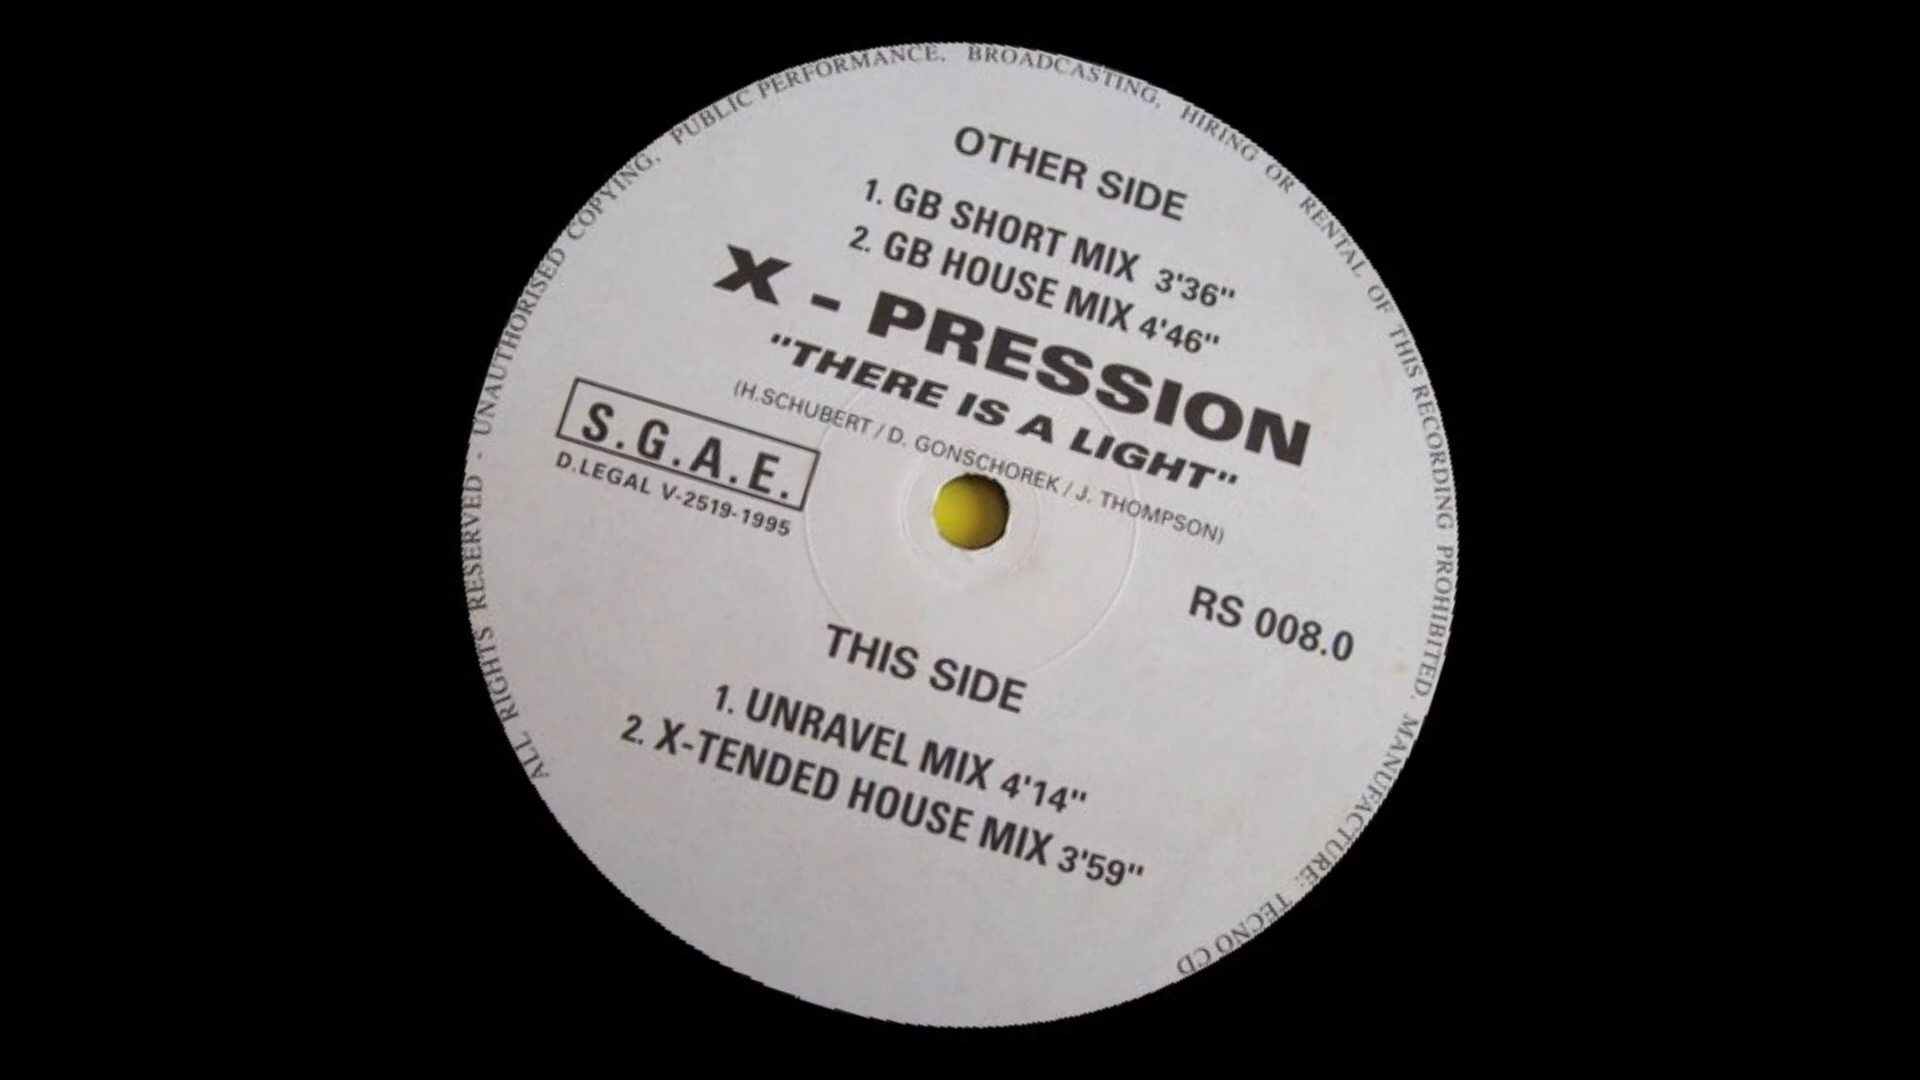 ALL RIGHTS RESERVED - UNAUTHORISED COPYING, PUBLIC PERFORMANCE, BROADCASTING, HIRING OR RENTAL OF THIS RECORDING PROHIBITED. MANUFACTURE: TECNO CD
OTHER SIDE
1. GB SHORT MIX 3'36"
2. GB HOUSE MIX 4'46"
X - PRESSION
"THERE IS A LIGHT"
(H.SCHUBERT / D. GONSCHOREK / J. THOMPSON)
S.G.A.E.
D.LEGAL V-2519-1995
RS 008.0
THIS SIDE
1. UNRAVEL MIX 4'14"
2. X-TENDED HOUSE MIX 3'59"